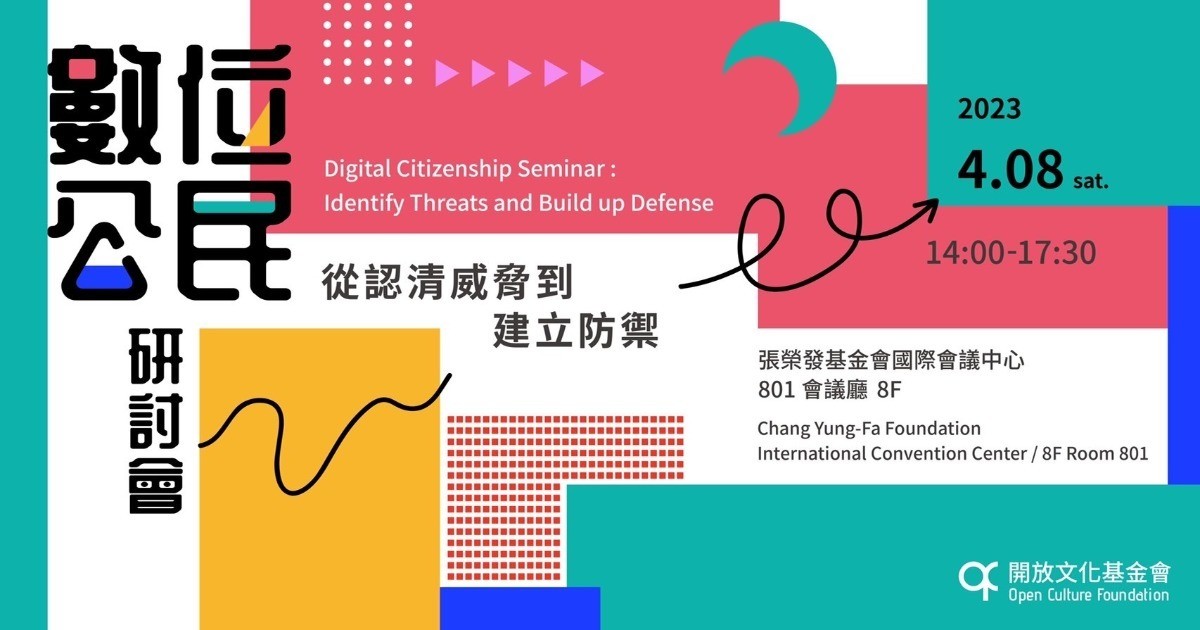 數位
公民
研討會
Digital Citizenship Seminar :
Identify Threats and Build up Defense
從認清威脅到
建立防禦
2023
4.08 sat.
14:00-17:30
張榮發基金會國際會議中心
801 會議廳 8F
Chang Yung-Fa Foundation
International Convention Center / 8F Room 801
開放文化基金會
Open Culture Foundation